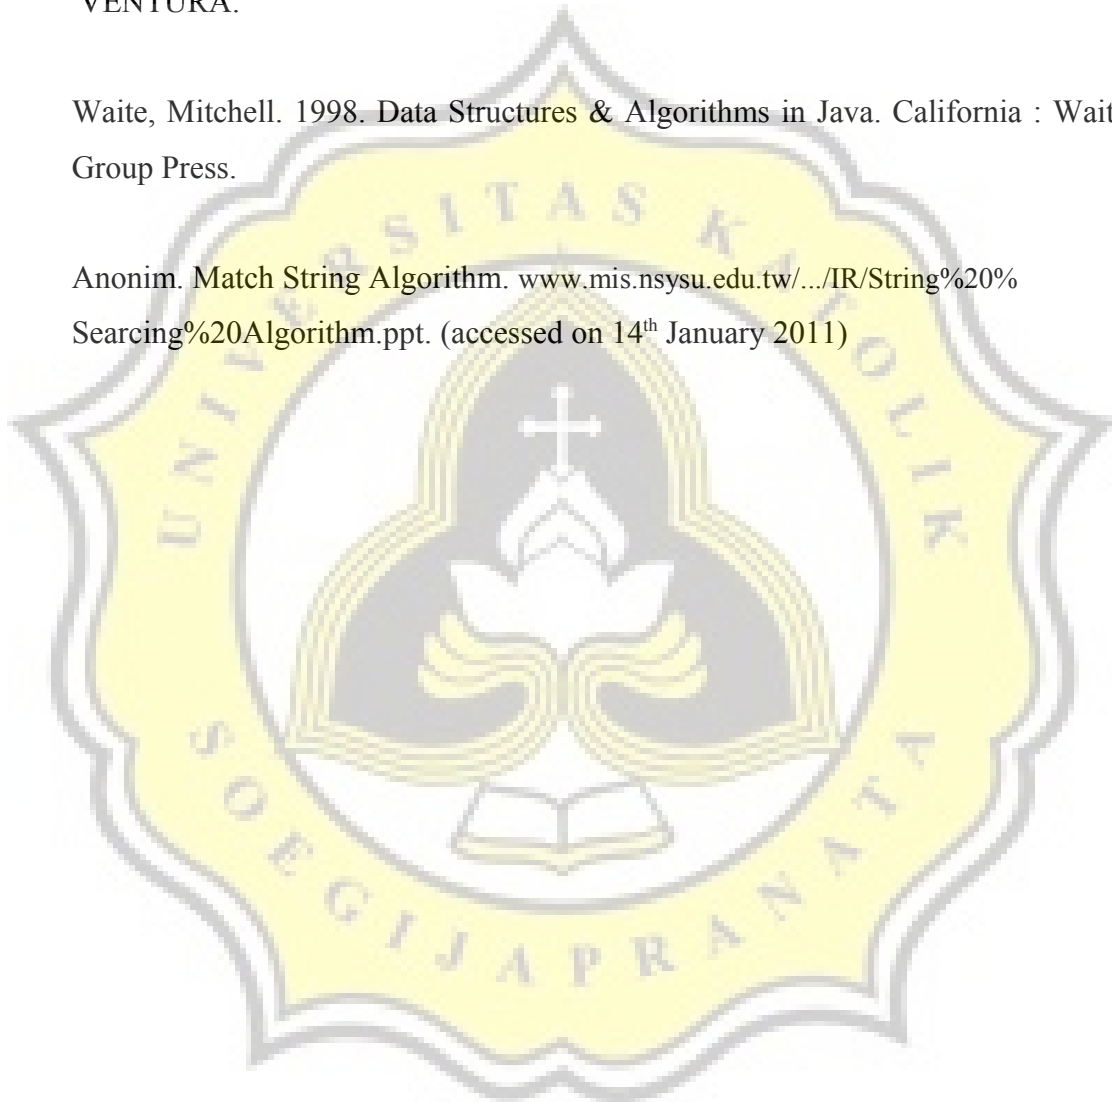 VENTURA.
Waite, Mitchell. 1998. Data Structures & Algorithms in Java. California : Wait
Group Press.
Anonim. Match String Algorithm. www.mis.nsysu.edu.tw/.../IR/String%20%
Searcing%20Algorithm.ppt. (accessed on 14th January 2011)
UNIVERSITAS KATOLIK
SOEGIJAPRANATA